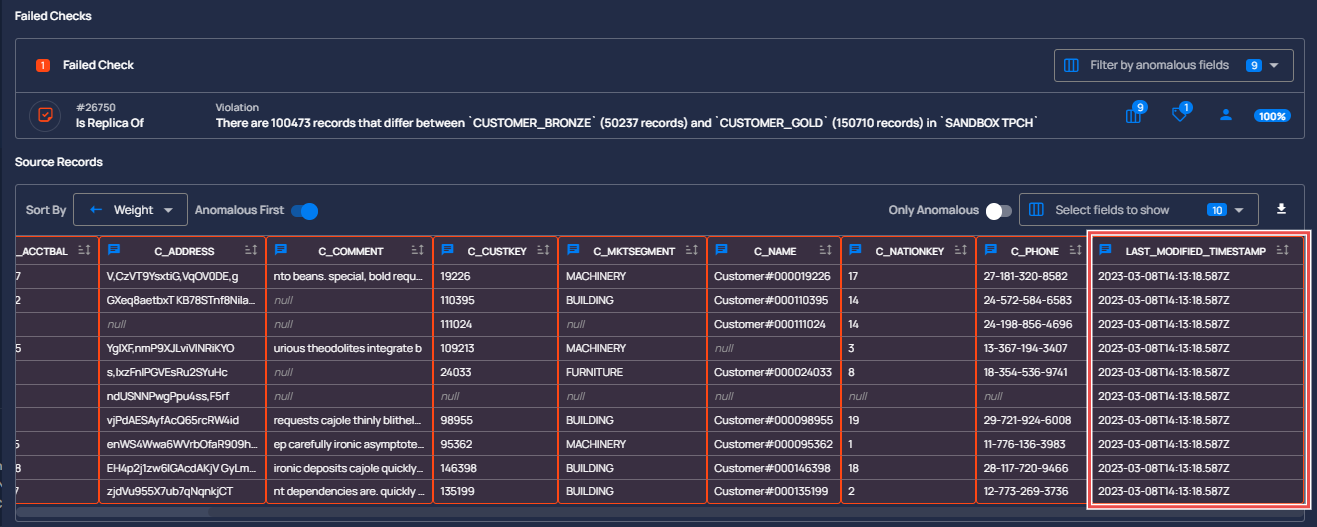 Failed Checks
1 Failed Check
Filter by anomalous fields 9
#26750
Is Replica Of
Violation
There are 100473 records that differ between `CUSTOMER_BRONZE` (50237 records) and `CUSTOMER_GOLD` (150710 records) in `SANDBOX TPCH`
9 1 100%
Source Records
Sort By Weight Anomalous First Only Anomalous Select fields to show 10
_ACCTBAL C_ADDRESS C_COMMENT C_CUSTKEY C_MKTSEGMENT C_NAME C_NATIONKEY C_PHONE LAST_MODIFIED_TIMESTAMP
7 V,CzVT9YsxtiG,VqOV0DE,g nto beans. special, bold requ... 19226 MACHINERY Customer#000019226 17 27-181-320-8582 2023-03-08T14:13:18.587Z
2 GXeq8aetbxT KB78STnf8Nila... null 110395 BUILDING Customer#000110395 14 24-572-584-6583 2023-03-08T14:13:18.587Z
null null 111024 null Customer#000111024 14 24-198-856-4696 2023-03-08T14:13:18.587Z
5 YglXF,nmP9XJLviVlNRiKYO urious theodolites integrate b 109213 MACHINERY null 3 13-367-194-3407 2023-03-08T14:13:18.587Z
s,IxzFnIPGVEsRu2SYuHc null 24033 FURNITURE Customer#000024033 8 18-354-536-9741 2023-03-08T14:13:18.587Z
ndUSNNPwgPpu4ss,F5rf null null null null null null 2023-03-08T14:13:18.587Z
vjPdAESAyfAcQ65rcRW4id requests cajole thinly blithel... 98955 BUILDING Customer#000098955 19 29-721-924-6008 2023-03-08T14:13:18.587Z
5 enWS4Wwa6WVrbOfaR909h... ep carefully ironic asymptote... 95362 MACHINERY Customer#000095362 1 11-776-136-3983 2023-03-08T14:13:18.587Z
8 EH4p2j1zw6IGAcdAKjV GyLm... ironic deposits cajole quickly... 146398 BUILDING Customer#000146398 18 28-117-720-9466 2023-03-08T14:13:18.587Z
7 zjdVu955X7ub7qNqnkjCT nt dependencies are. quickly ... 135199 BUILDING Customer#000135199 2 12-773-269-3736 2023-03-08T14:13:18.587Z